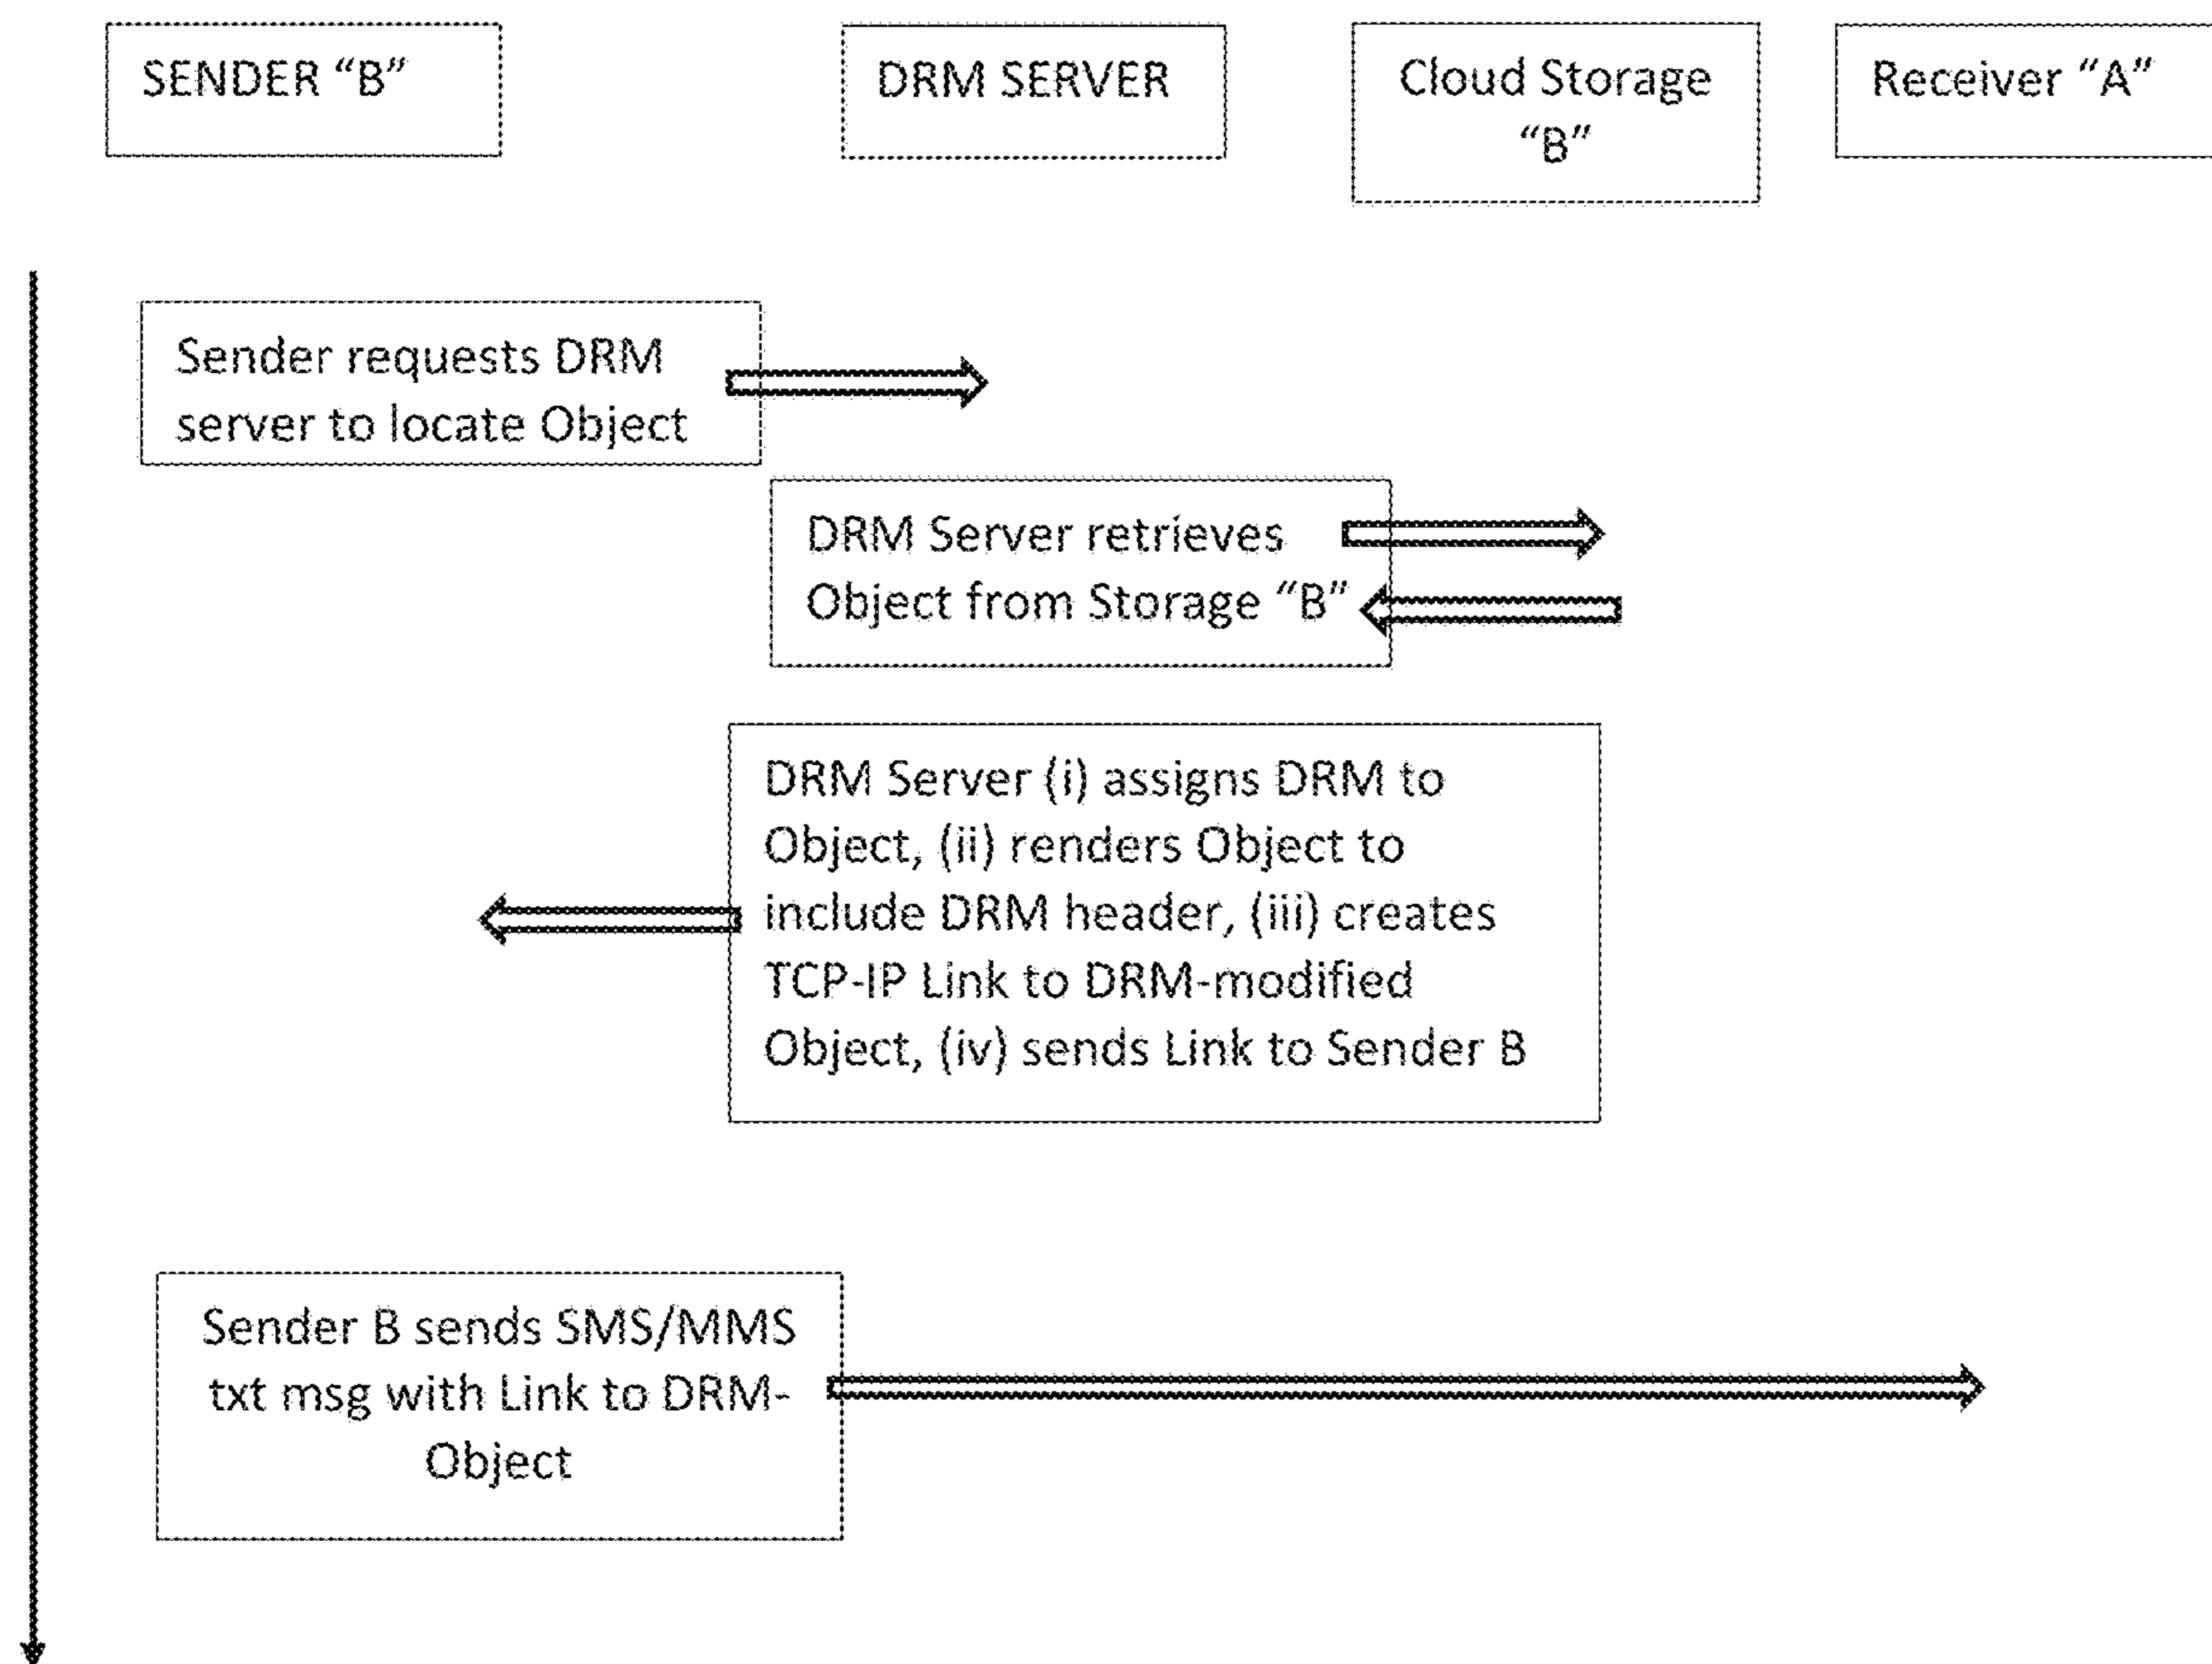 SENDER “B”
DRM SERVER
Cloud Storage
“B”
Receiver “A”
Sender requests DRM
server to locate Object
DRM Server retrieves
Object from Storage “B”
DRM Server (i) assigns DRM to
Object, (ii) renders Object to
include DRM header, (iii) creates
TCP-IP Link to DRM-modified
Object, (iv) sends Link to Sender B
Sender B sends SMS/MMS
txt msg with Link to DRM-
Object